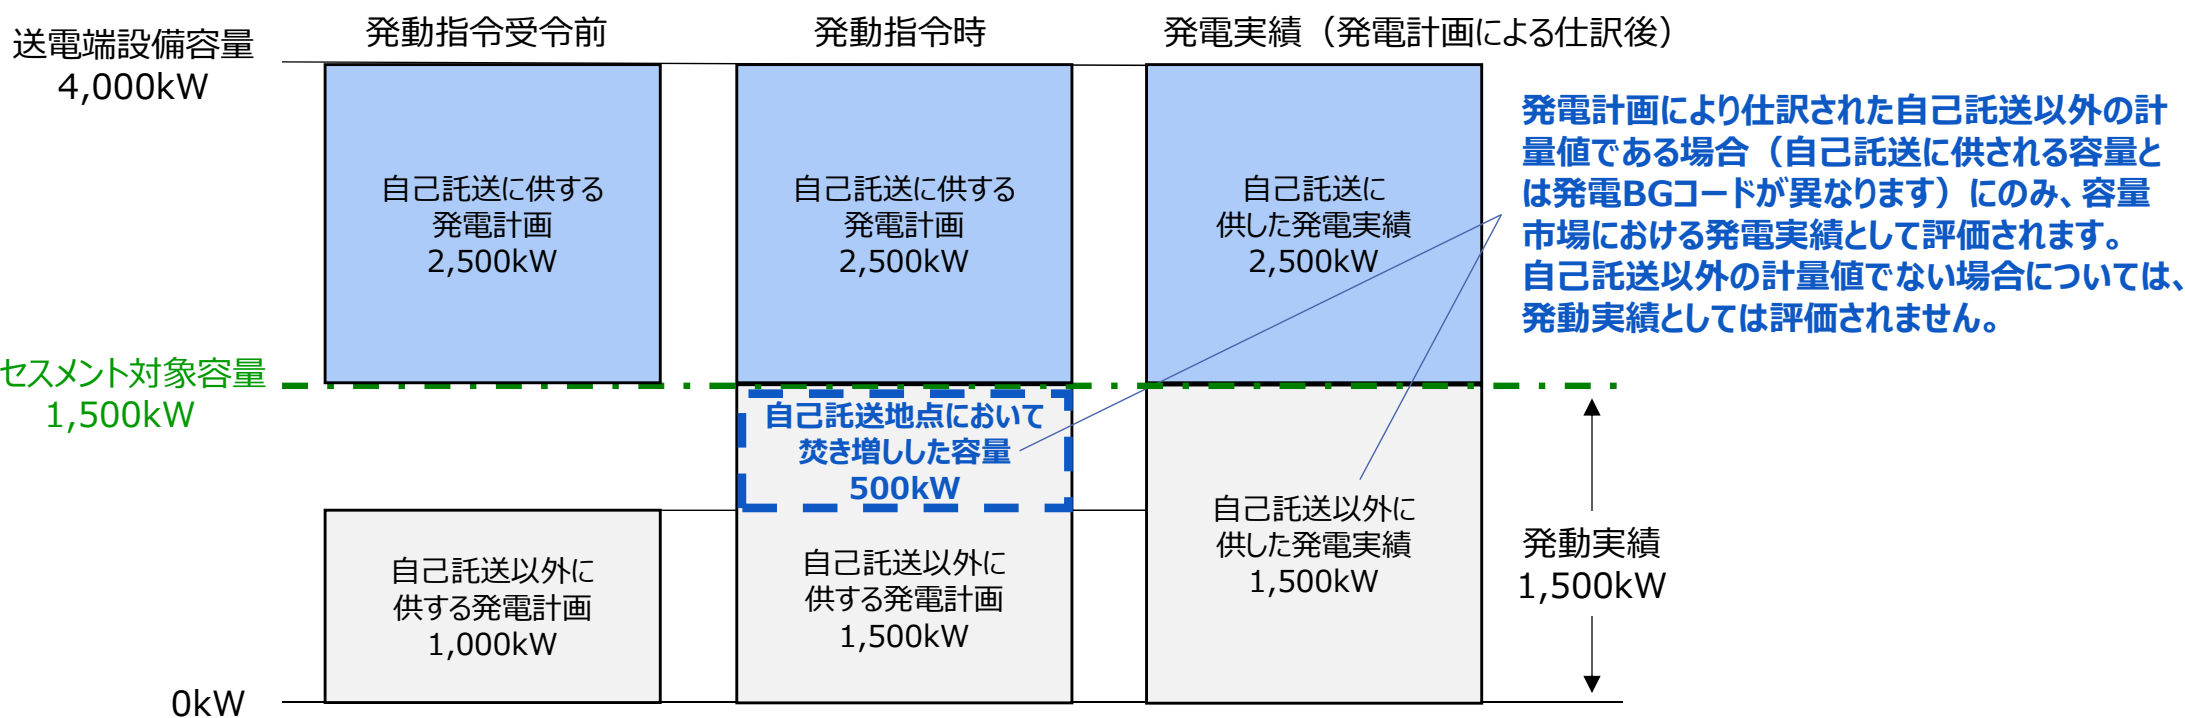 発動指令受令前
発動指令時
発電実績（発電計画による仕訳後）
送電端設備容量
4,000kW
自己託送に供する
発電計画
2,500kW
自己託送に供する
発電計画
2,500kW
自己託送に
供した発電実績
2,500kW
発電計画により仕訳された自己託送以外の計
量値である場合（自己託送に供される容量と
は発電BGコードが異なります）にのみ、容量
市場における発電実績として評価されます。
自己託送以外の計量値でない場合については、
発動実績としては評価されません。
セスメント対象容量
1,500kW
自己託送地点において
焚き増しした容量
500kW
自己託送以外に
供する発電計画
1,000kW
自己託送以外に
供する発電計画
1,500kW
自己託送以外に
供した発電実績
1,500kW
発動実績
1,500kW
0kW